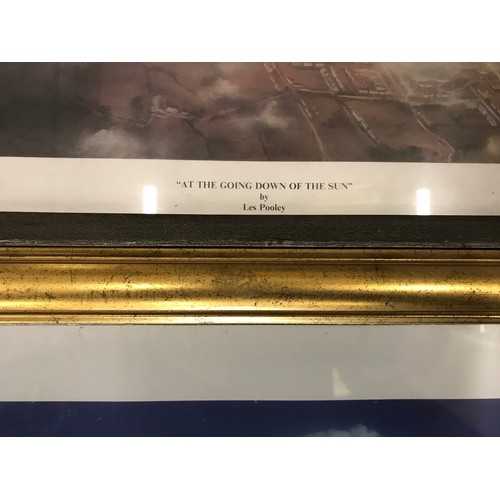 "AT THE GOING DOWN OF THE SUN"
by
Les Pooley